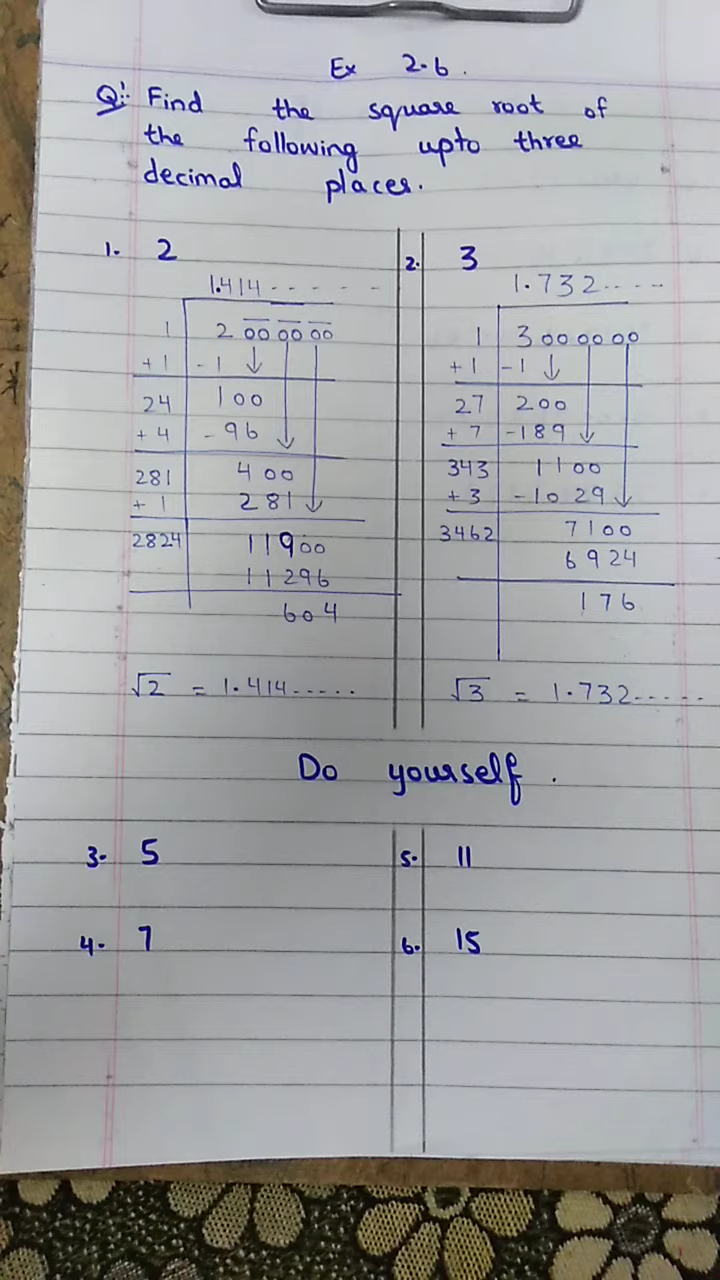 Ex 2.6.
Q:- Find the square root of
the following upto three
decimal places.
1. 2
1.414 - - - - -
1 2 00 00 00
+1 -1
24 100
+4 -96
281 400
+1 281
2824 11900
11296
604
√2 = 1.414.....
2. 3
1.732....
1 3 00 00 00
+1 -1
27 200
+7 -189
343 1100
+3 -1029
3462 7100
6924
176
√3 = 1.732.....
Do yourself.
3. 5
4. 7
5. 11
6. 15